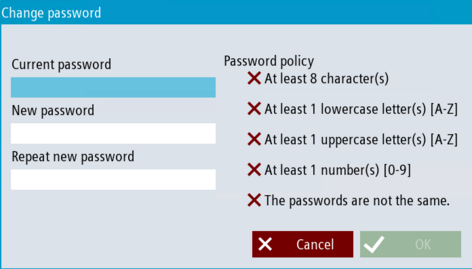 Change password
Current password
New password
Repeat new password
Password policy
At least 8 character(s)
At least 1 lowercase letter(s) [A-Z]
At least 1 uppercase letter(s) [A-Z]
At least 1 number(s) [0-9]
The passwords are not the same.
Cancel
OK